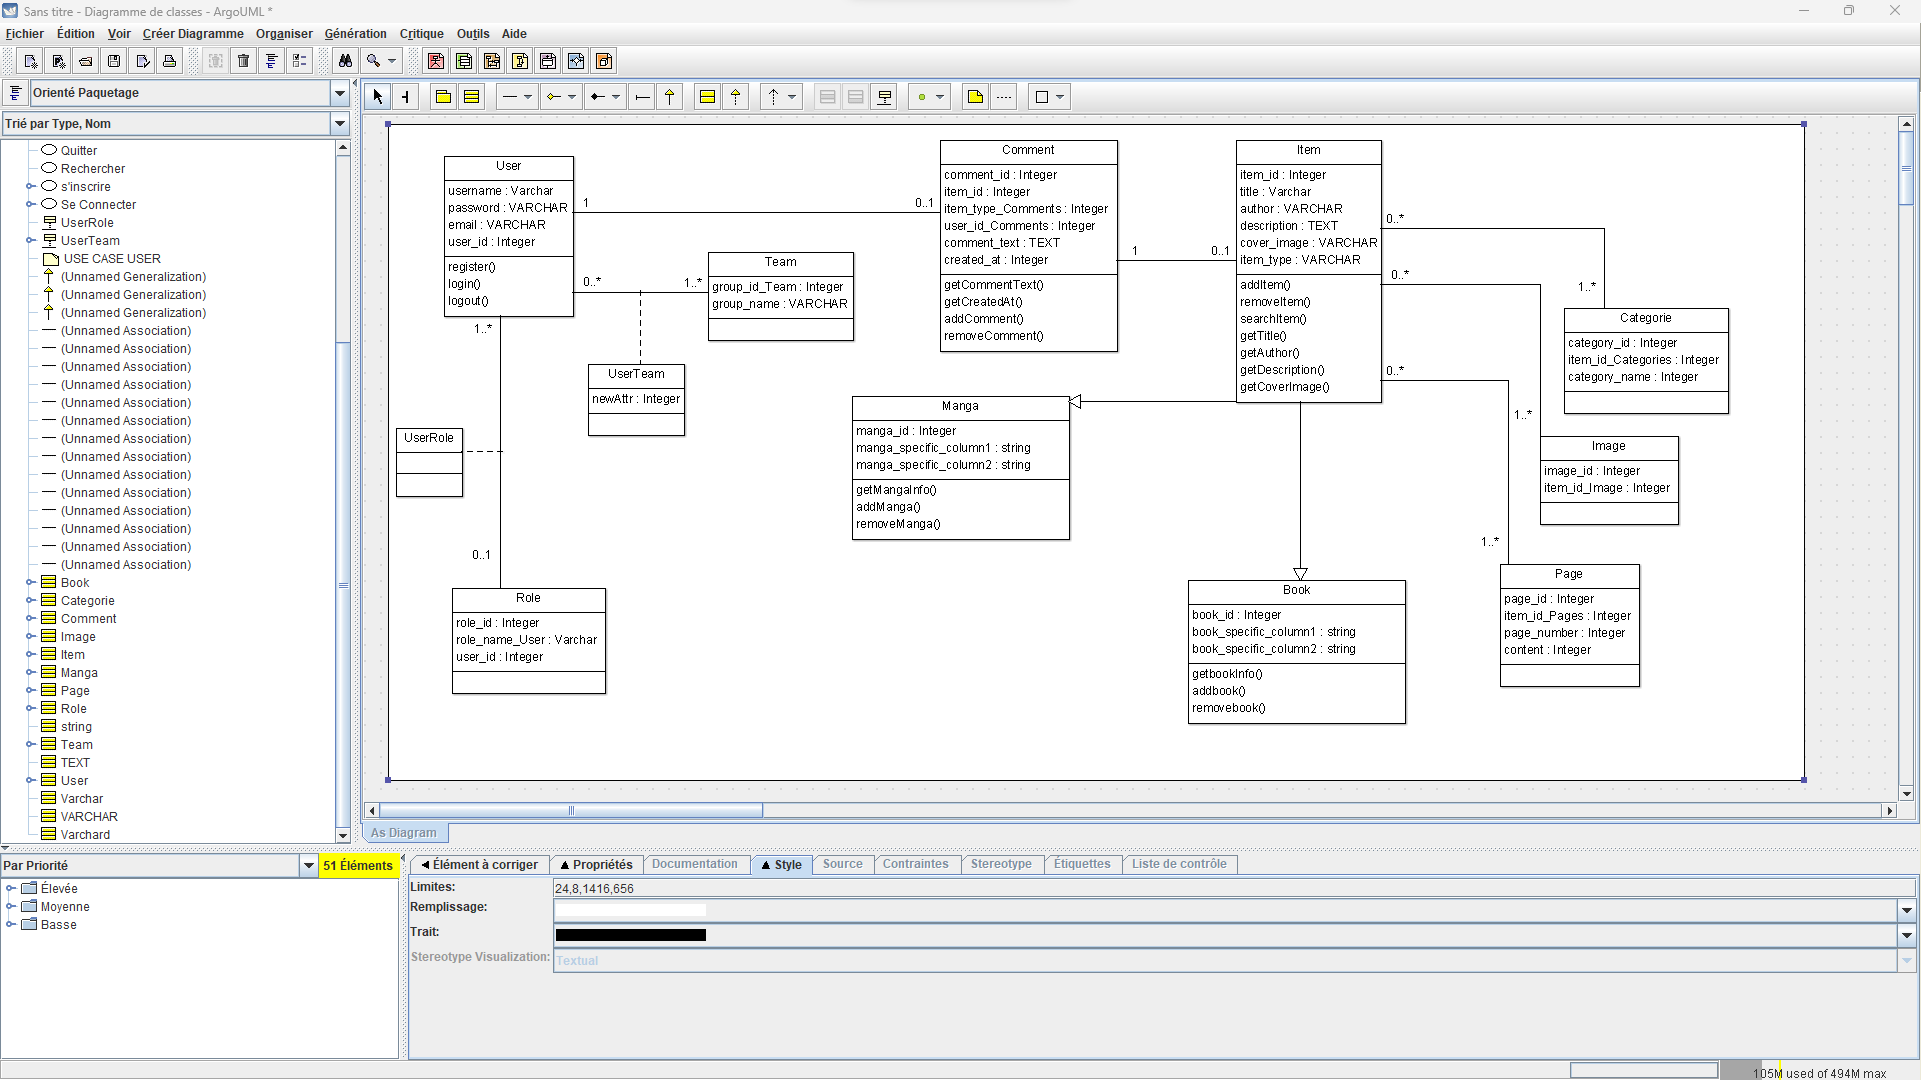 Sans titre - Diagramme de classes - ArgoUML *
Fichier Édition Voir Créer Diagramme Organiser Génération Critique Outils Aide
Orienté Paquetage
Trié par Type, Nom
Quitter
Rechercher
s'inscrire
Se Connecter
UserRole
UserTeam
USE CASE USER
(Unnamed Generalization)
(Unnamed Generalization)
(Unnamed Generalization)
(Unnamed Association)
(Unnamed Association)
(Unnamed Association)
(Unnamed Association)
(Unnamed Association)
(Unnamed Association)
(Unnamed Association)
(Unnamed Association)
(Unnamed Association)
(Unnamed Association)
(Unnamed Association)
(Unnamed Association)
(Unnamed Association)
(Unnamed Association)
Book
Categorie
Comment
Image
Item
Manga
Page
Role
string
Team
TEXT
User
Varchar
VARCHAR
Varchard
User
username : Varchar
password : VARCHAR
email : VARCHAR
user_id : Integer
register()
login()
logout()
1
0..1
0..*
1..*
1..*
0..1
Team
group_id_Team : Integer
group_name : VARCHAR
UserTeam
newAttr : Integer
UserRole
Role
role_id : Integer
role_name_User : Varchar
user_id : Integer
Comment
comment_id : Integer
item_id : Integer
item_type_Comments : Integer
user_id_Comments : Integer
comment_text : TEXT
created_at : Integer
getCommentText()
getCreatedAt()
addComment()
removeComment()
1
0..1
Item
item_id : Integer
title : Varchar
author : VARCHAR
description : TEXT
cover_image : VARCHAR
item_type : VARCHAR
addItem()
removeItem()
searchItem()
getTitle()
getAuthor()
getDescription()
getCoverImage()
0..*
1..*
0..*
1..*
0..*
1..*
Manga
manga_id : Integer
manga_specific_column1 : string
manga_specific_column2 : string
getMangaInfo()
addManga()
removeManga()
Book
book_id : Integer
book_specific_column1 : string
book_specific_column2 : string
getbookInfo()
addbook()
removebook()
Categorie
category_id : Integer
item_id_Categories : Integer
category_name : Integer
Image
image_id : Integer
item_id_Image : Integer
Page
page_id : Integer
item_id_Pages : Integer
page_number : Integer
content : Integer
As Diagram
Par Priorité
51 Éléments
Élevée
Moyenne
Basse
Élément à corriger Propriétés Documentation Style Source Contraintes Stereotype Étiquettes Liste de contrôle
Limites: 24,8,1416,656
Remplissage:
Trait:
Stereotype Visualization: Textual
105M used of 494M max